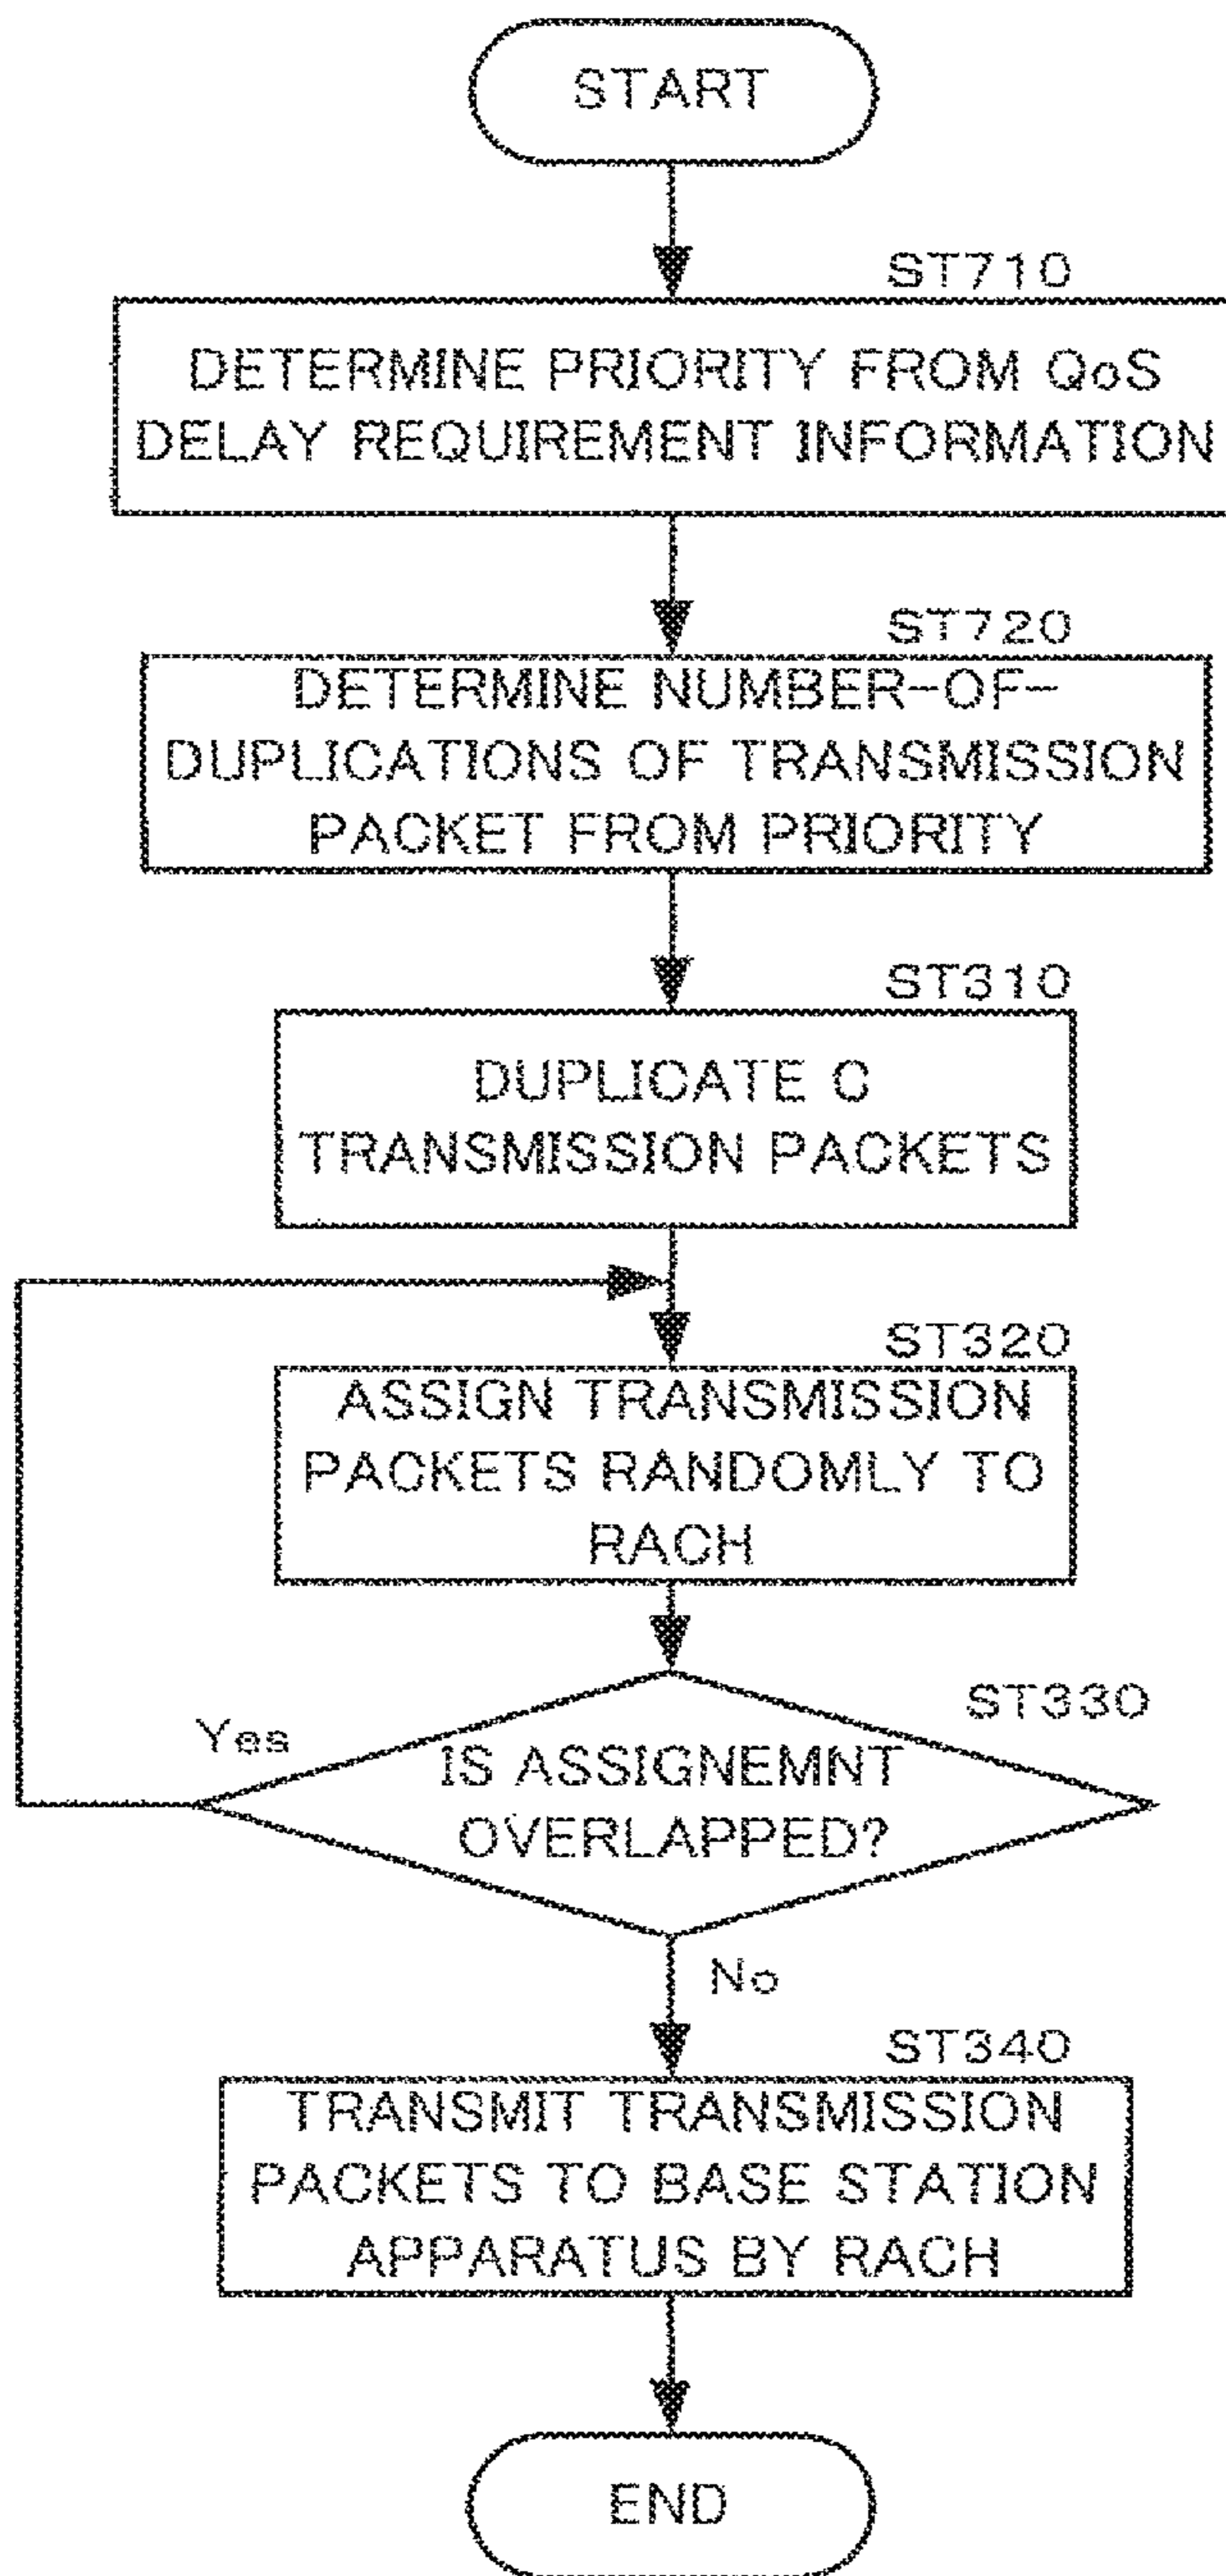 START
ST710
DETERMINE PRIORITY FROM QoS
DELAY REQUIREMENT INFORMATION
ST720
DETERMINE NUMBER-OF-
DUPLICATIONS OF TRANSMISSION
PACKET FROM PRIORITY
ST310
DUPLICATE C
TRANSMISSION PACKETS
ST320
ASSIGN TRANSMISSION
PACKETS RANDOMLY TO
RACH
ST330
Yes
IS ASSIGNEMNT
OVERLAPPED?
No
ST340
TRANSMIT TRANSMISSION
PACKETS TO BASE STATION
APPARATUS BY RACH
END